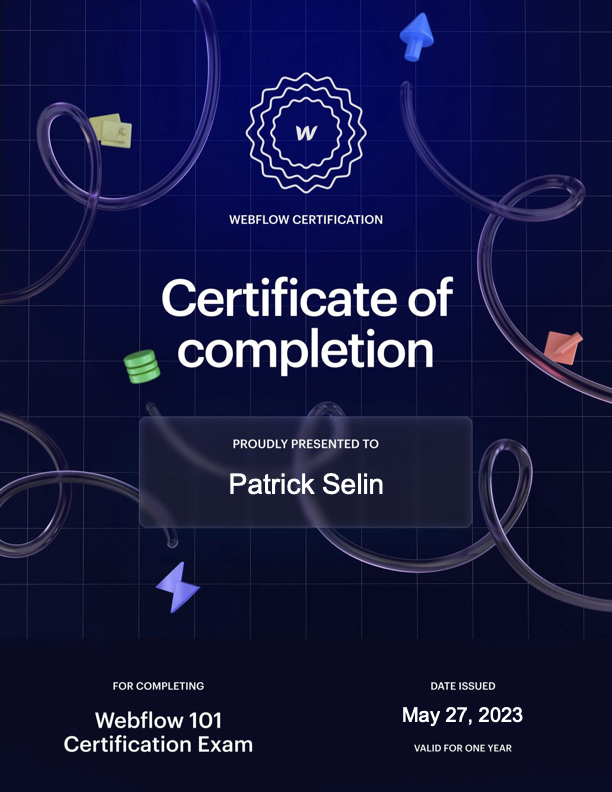 W
WEBFLOW CERTIFICATION
Certificate of
completion
PROUDLY PRESENTED TO
Patrick Selin
FOR COMPLETING
Webflow 101
Certification Exam
DATE ISSUED
May 27, 2023
VALID FOR ONE YEAR